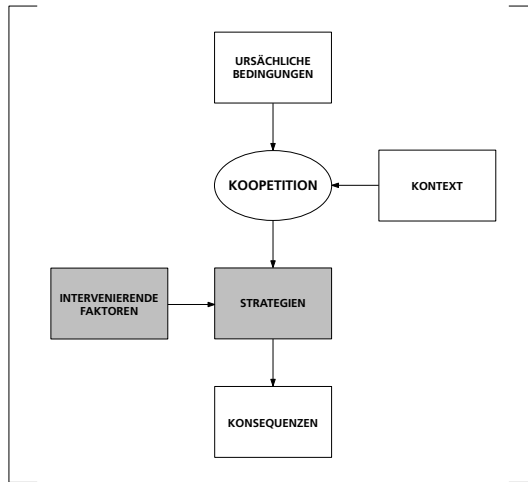 URSÄCHLICHE
BEDINGUNGEN
KOOPETITION
KONTEXT
INTERVENIERENDE
FAKTOREN
STRATEGIEN
KONSEQUENZEN